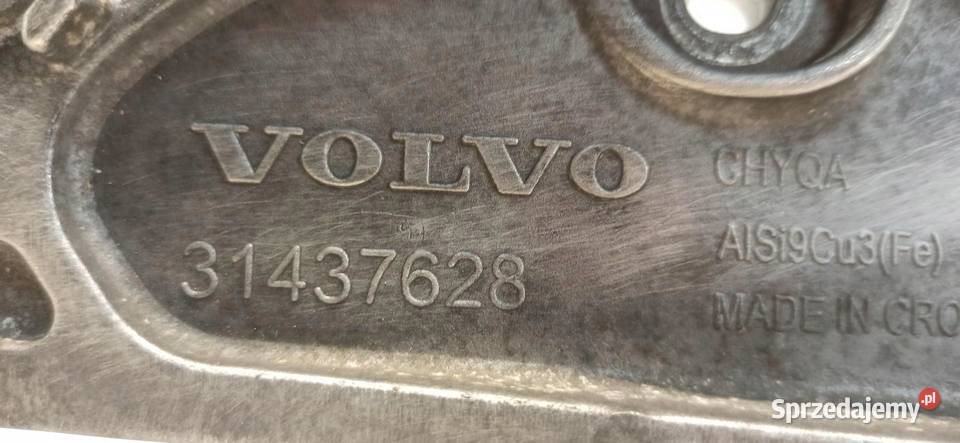 VOLVO
31437628
CHYQA
AlSi9Cu3(Fe)
MADE IN CRO
Sprzedajemy.pl